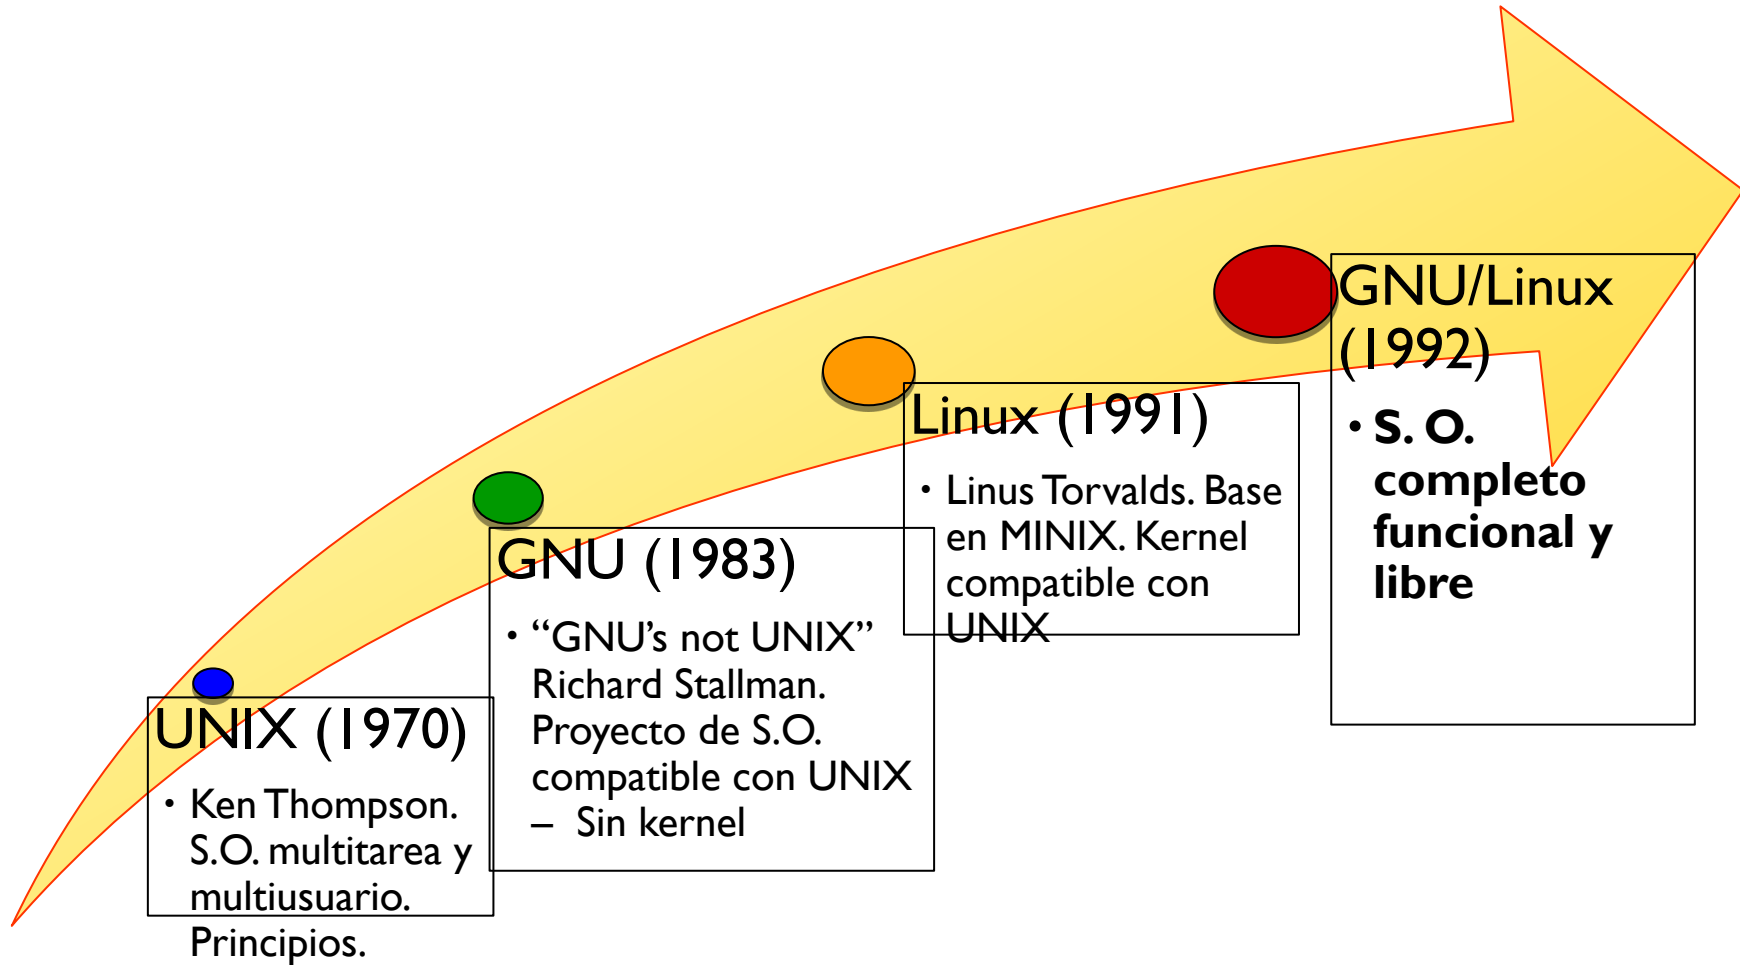 UNIX (1970)
• Ken Thompson.
S.O. multitarea y
multiusuario.
Principios.
GNU (1983)
• “GNU’s not UNIX”
Richard Stallman.
Proyecto de S.O.
compatible con UNIX
– Sin kernel
Linux (1991)
• Linus Torvalds. Base
en MINIX. Kernel
compatible con
UNIX
GNU/Linux
(1992)
• S. O.
completo
funcional y
libre